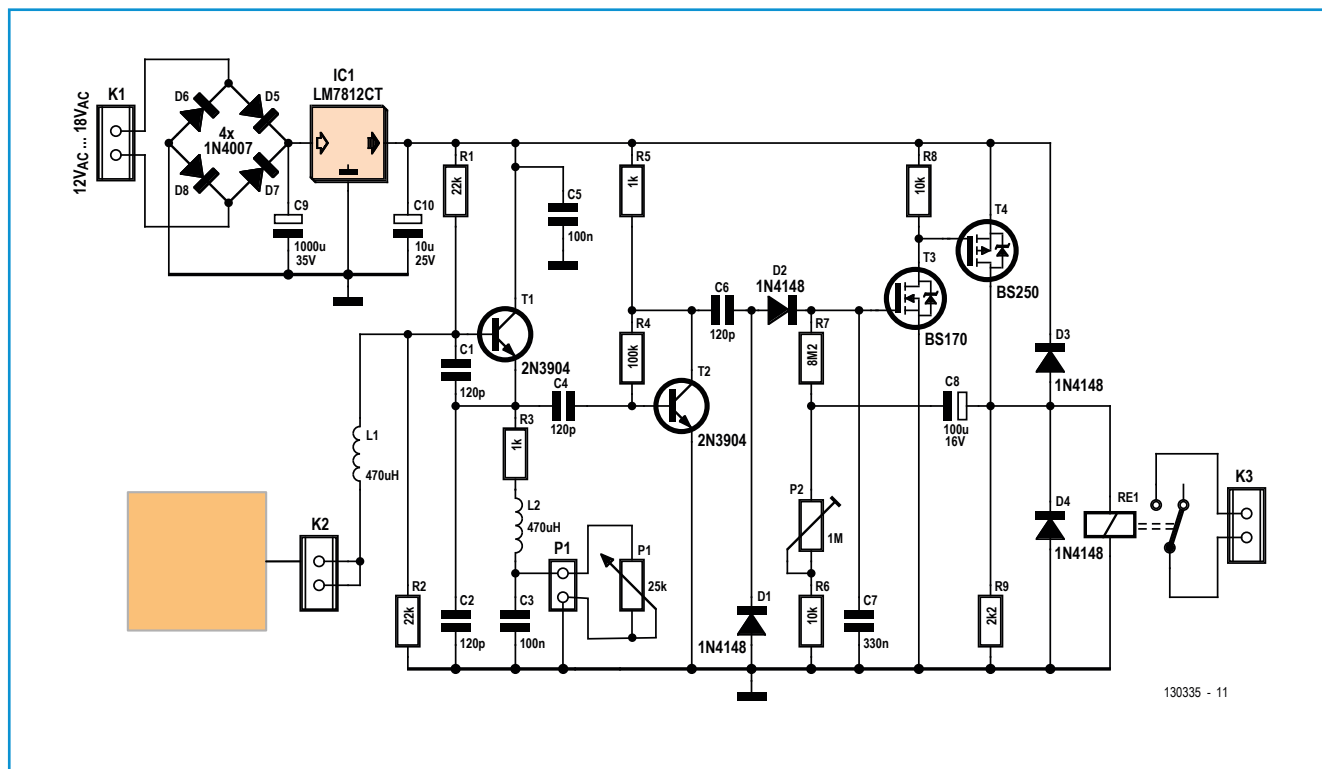 K1
12VAC ... 18VAC
D6
D5
4x
1N4007
D8
D7
C9
1000u
35V
IC1
LM7812CT
C10
10u
25V
R1
22k
C5
100n
T1
2N3904
C1
120p
C4
120p
R5
1k
R4
100k
T2
2N3904
C6
120p
D2
1N4148
R7
8M2
R8
10k
T3
BS170
T4
BS250
D3
1N4148
C8
100u
16V
L1
470uH
K2
R2
22k
C2
120p
R3
1k
L2
470uH
C3
100n
P1
P1
25k
D1
1N4148
P2
1M
R6
10k
C7
330n
R9
2k2
D4
1N4148
RE1
K3
130335 - 11